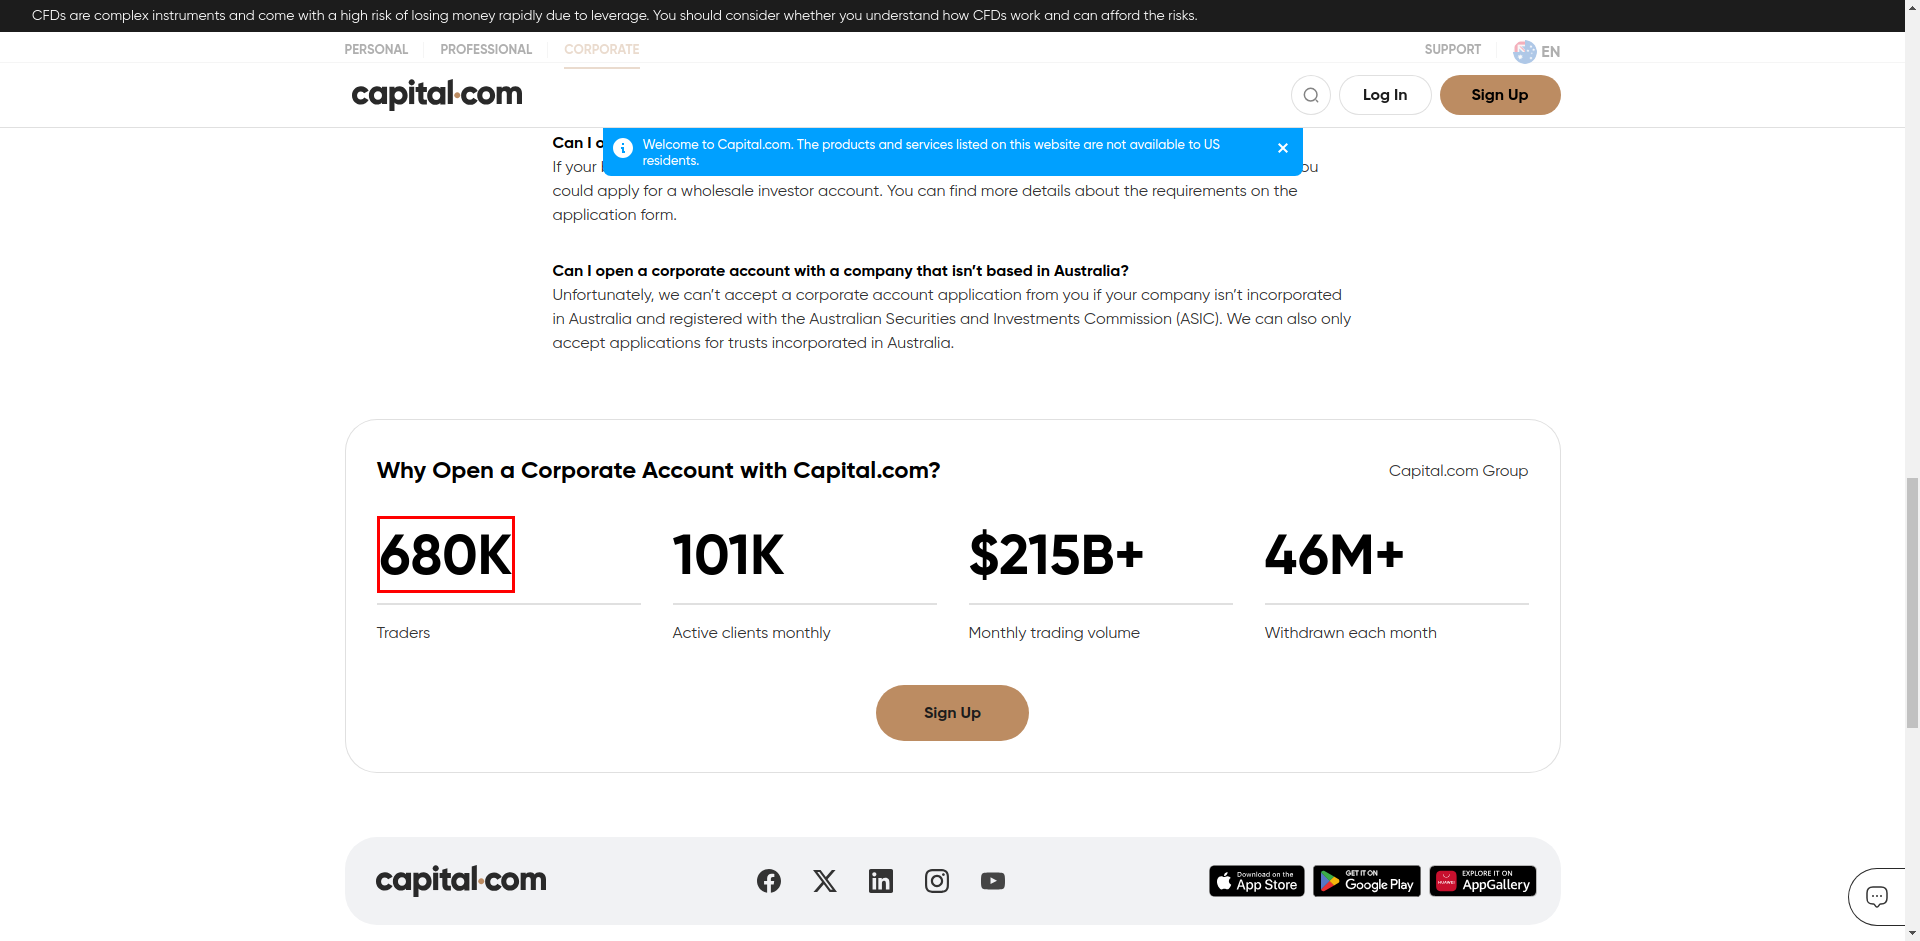 CFDs are complex instruments and come with a high risk of losing money rapidly due to leverage. You should consider whether you understand how CFDs work and can afford the risks.
PERSONAL
PROFESSIONAL
CORPORATE
SUPPORT
EN
capital.com
Log In
Sign Up
Can I o
Welcome to Capital.com. The products and services listed on this website are not available to US
residents.
If your
ou
could apply for a wholesale investor account. You can find more details about the requirements on the
application form.
Can I open a corporate account with a company that isn’t based in Australia?
Unfortunately, we can’t accept a corporate account application from you if your company isn’t incorporated
in Australia and registered with the Australian Securities and Investments Commission (ASIC). We can also only
accept applications for trusts incorporated in Australia.
Why Open a Corporate Account with Capital.com?
Capital.com Group
680K
101K
$215B+
46M+
Traders
Active clients monthly
Monthly trading volume
Withdrawn each month
Sign Up
capital.com
Download on the
App Store
GET IT ON
Google Play
HUAWEI
EXPLORE IT ON
AppGallery